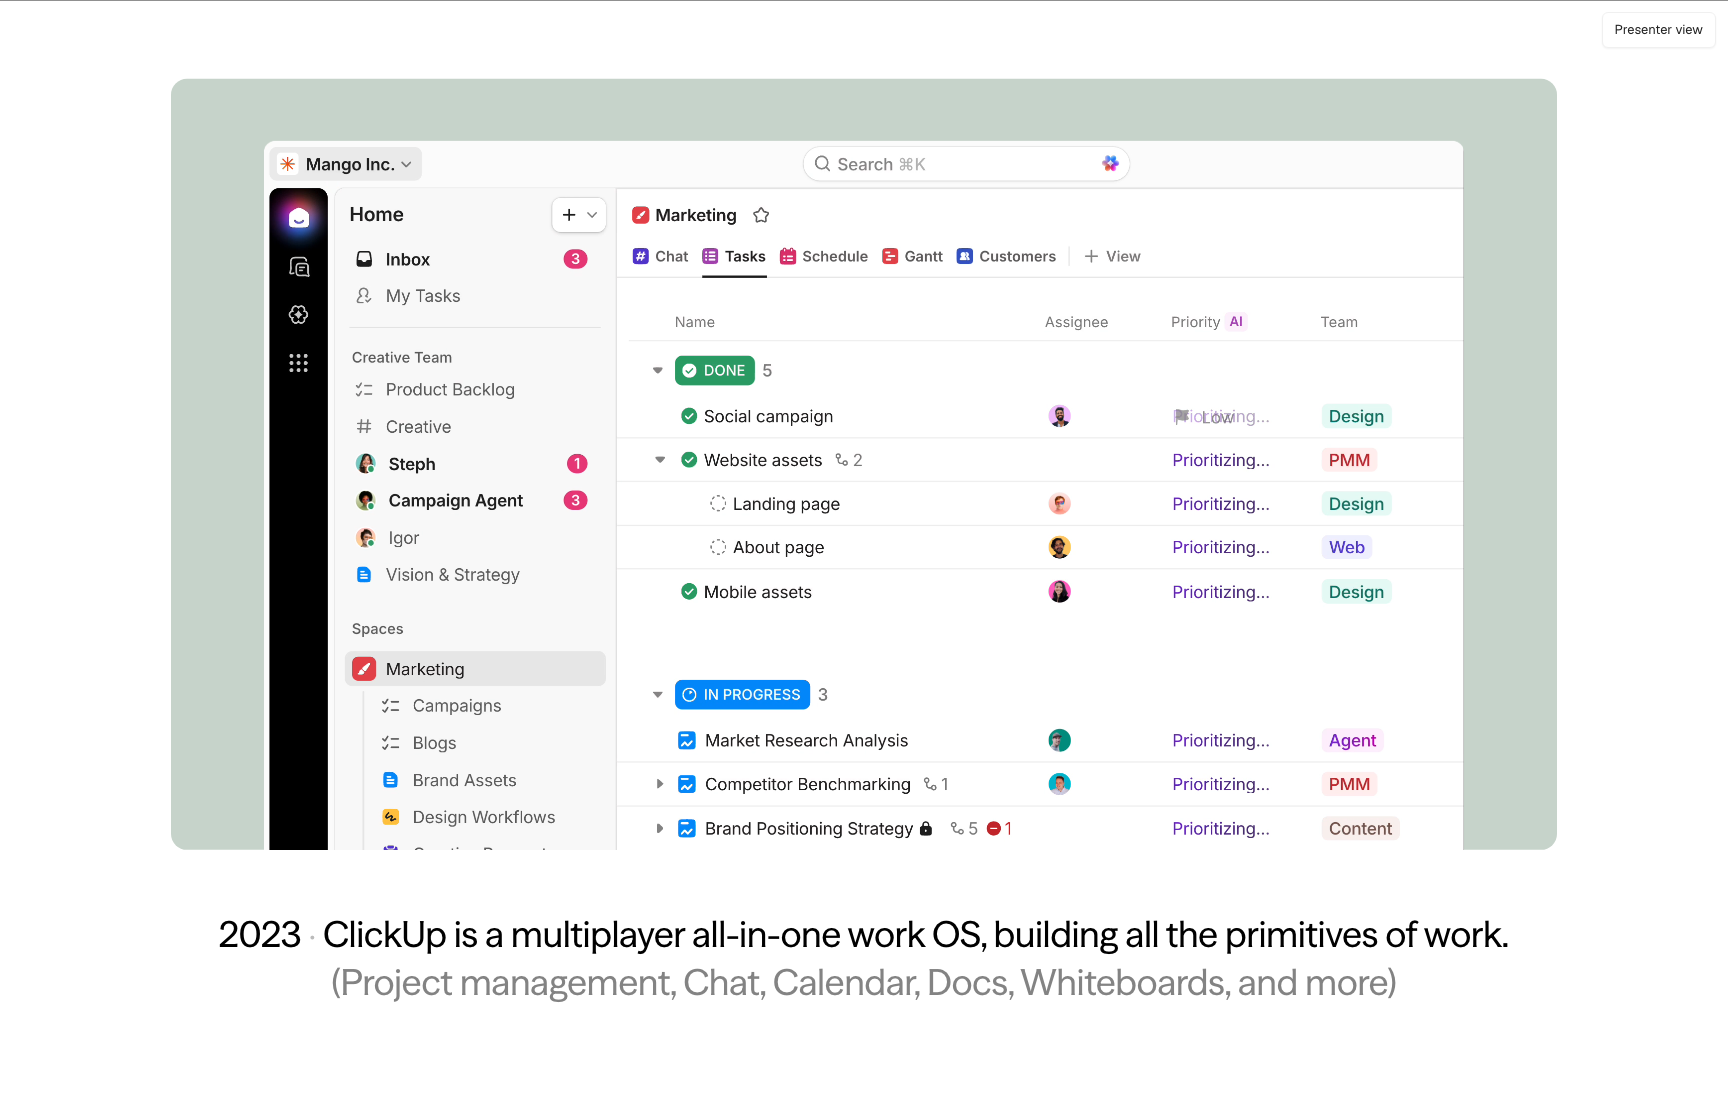 Presenter view
Mango Inc.
Search ⌘K
Home
Inbox 3
My Tasks
Creative Team
Product Backlog
Creative
Steph 1
Campaign Agent 3
Igor
Vision & Strategy
Spaces
Marketing
Campaigns
Blogs
Brand Assets
Design Workflows
Marketing
Chat Tasks Schedule Gantt Customers View
Name Assignee Priority AI Team
DONE 5
Social campaign Prioritizing... Low Design
Website assets 2 Prioritizing... PMM
Landing page Prioritizing... Design
About page Prioritizing... Web
Mobile assets Prioritizing... Design
IN PROGRESS 3
Market Research Analysis Prioritizing... Agent
Competitor Benchmarking 1 Prioritizing... PMM
Brand Positioning Strategy 5 1 Prioritizing... Content
2023 · ClickUp is a multiplayer all-in-one work OS, building all the primitives of work.
(Project management, Chat, Calendar, Docs, Whiteboards, and more)